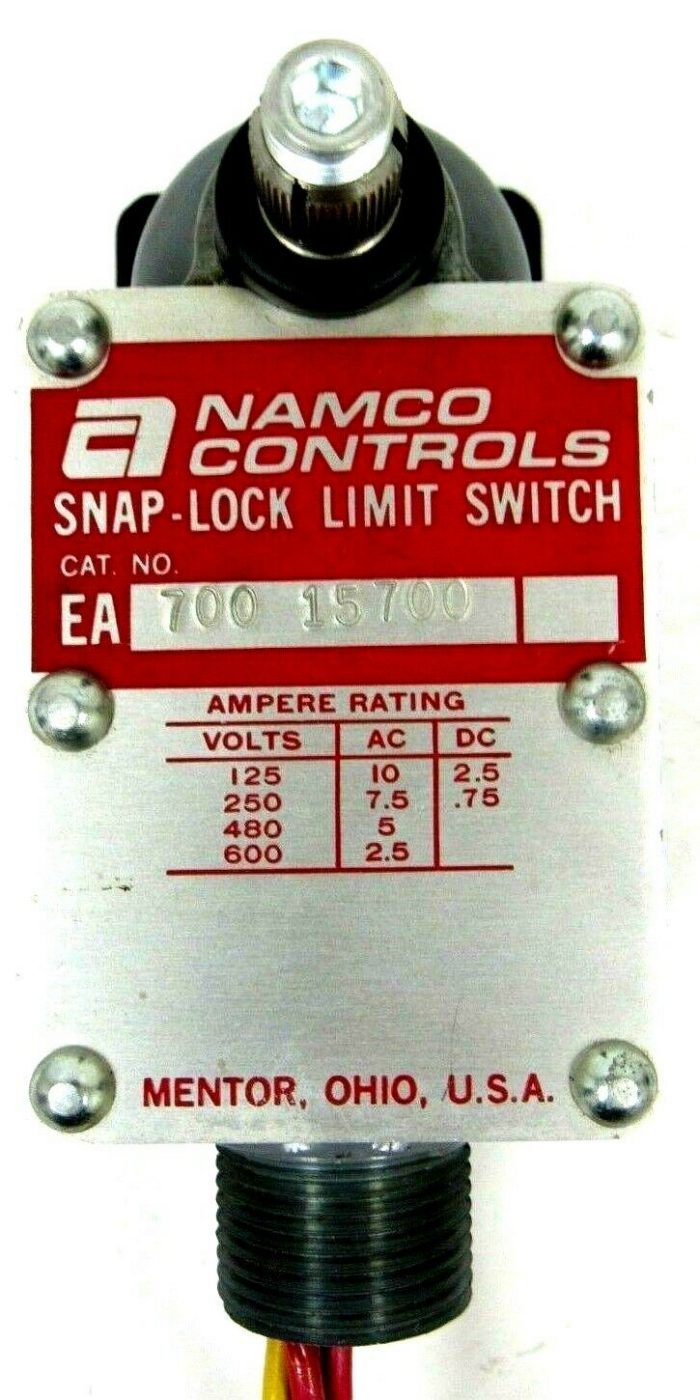 NAMCO
CONTROLS
SNAP-LOCK LIMIT SWITCH
CAT. NO.
EA 700 15700
AMPERE RATING
VOLTS AC DC
125 10 2.5
250 7.5 .75
480 5
600 2.5
MENTOR, OHIO, U.S.A.